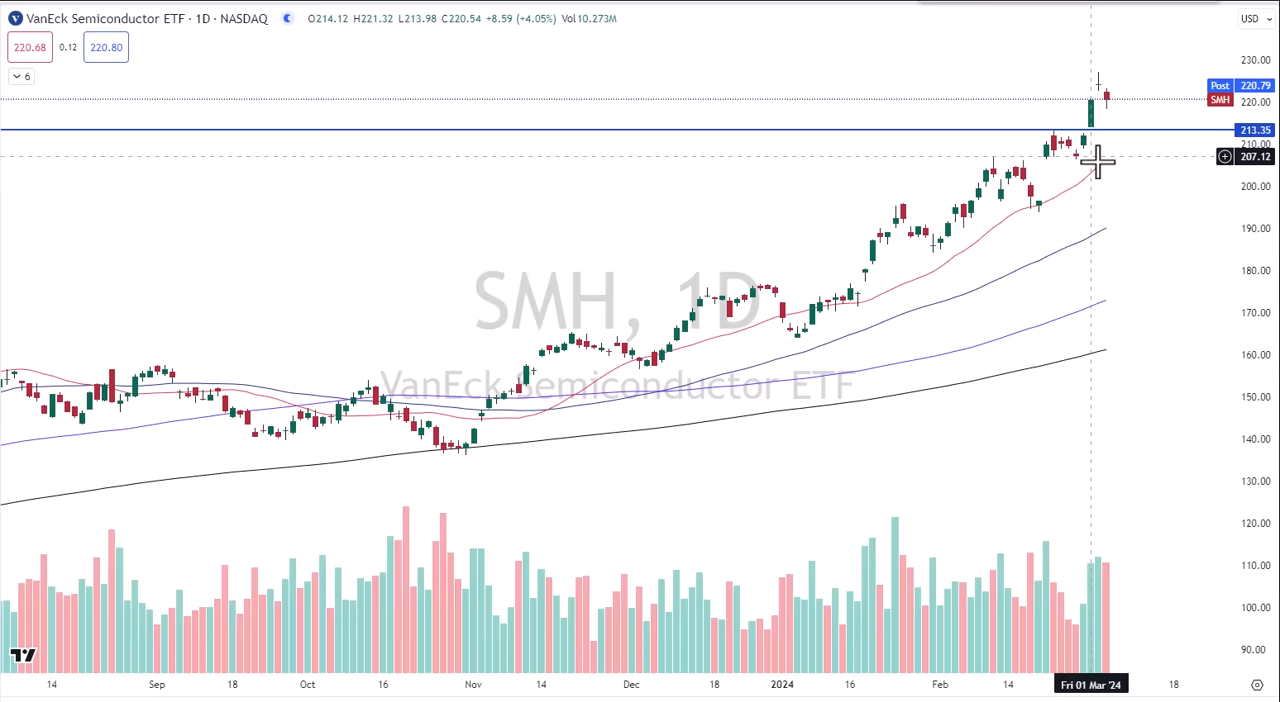 VanEck Semiconductor ETF · 1D · NASDAQ O214.12 H221.32 L213.98 C220.54 +8.59 (+4.05%) Vol10.273M
USD
220.68 0.12 220.80
6
230.00
Post 220.79
SMH
220.00
213.35
210.00
207.12
200.00
190.00
180.00
SMH, 1D
170.00
160.00
VanEck Semiconductor ETF
150.00
140.00
130.00
120.00
110.00
100.00
90.00
14 Sep 18 Oct 16 Nov 14 Dec 18 2024 16 Feb 14 Fri 01 Mar '24 18